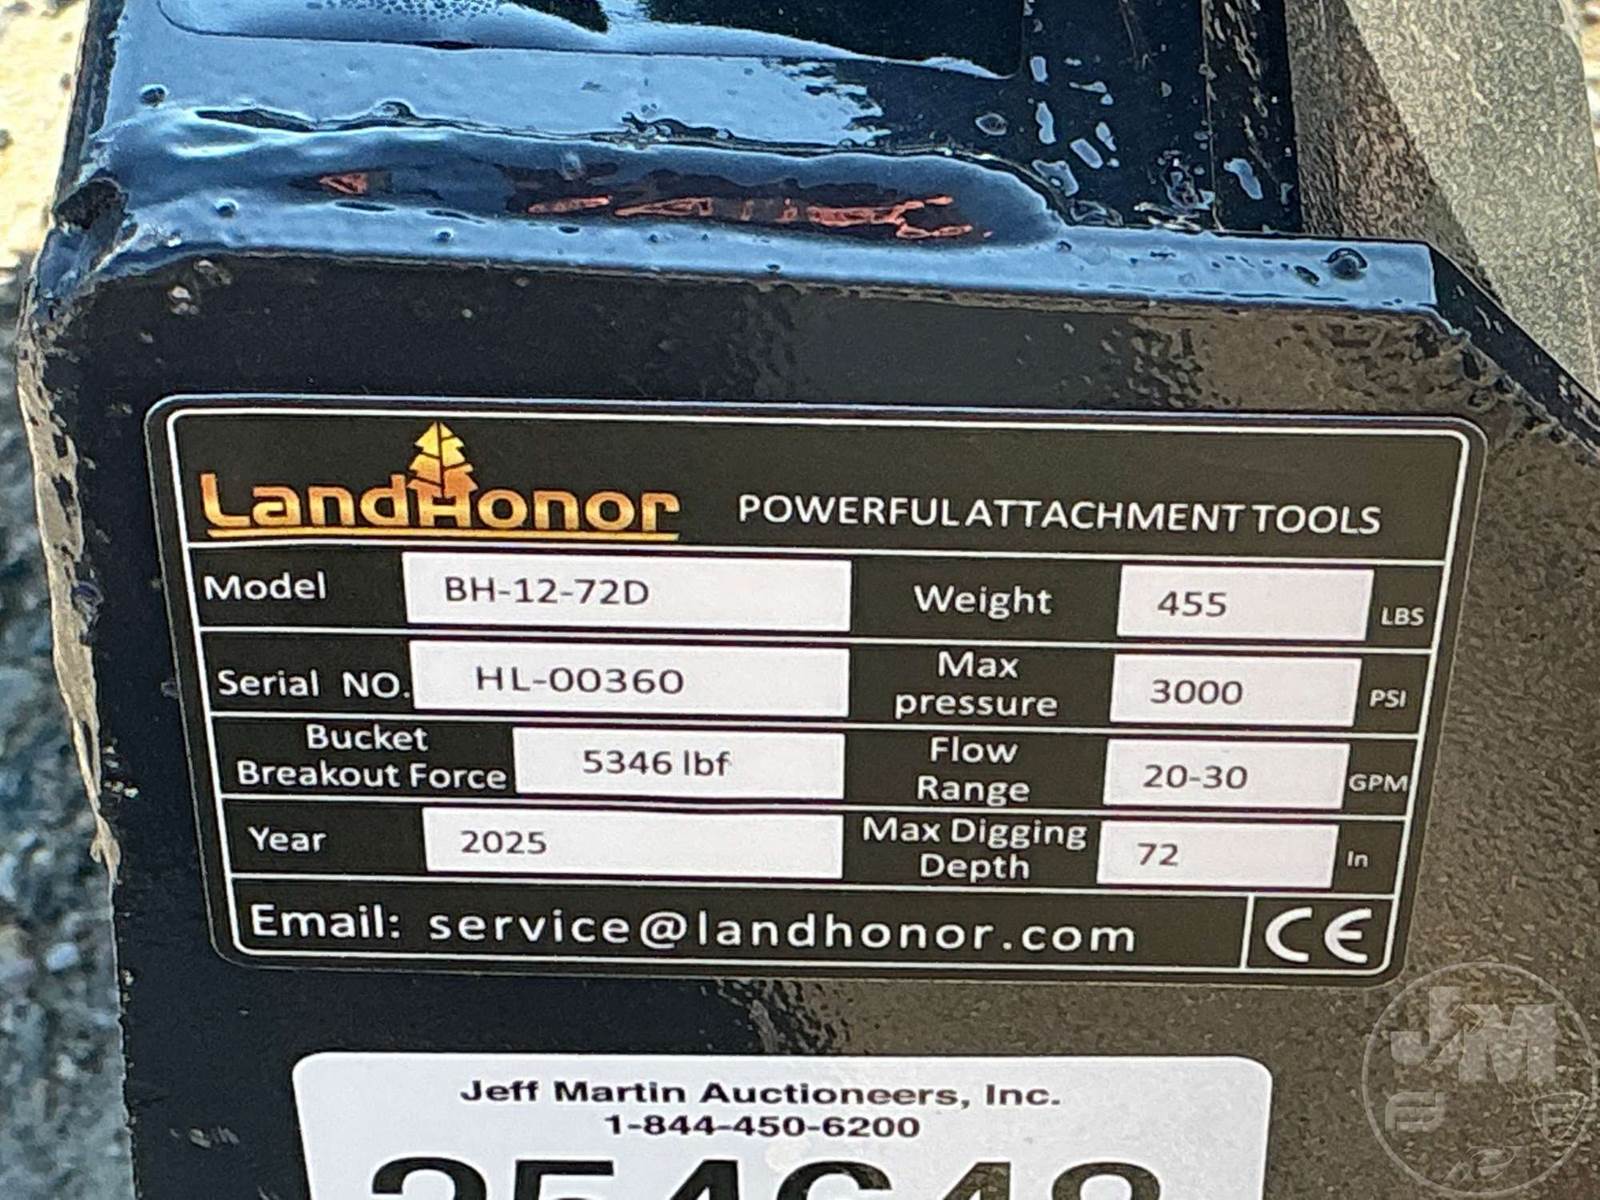 LandHonor POWERFUL ATTACHMENT TOOLS
Model BH-12-72D Weight 455 LBS
Serial NO. HL-00360 Max pressure 3000 PSI
Bucket Breakout Force 5346 lbf Flow Range 20-30 GPM
Year 2025 Max Digging Depth 72 In
Email: service@landhonor.com CE
Jeff Martin Auctioneers, Inc.
1-844-450-6200
JM